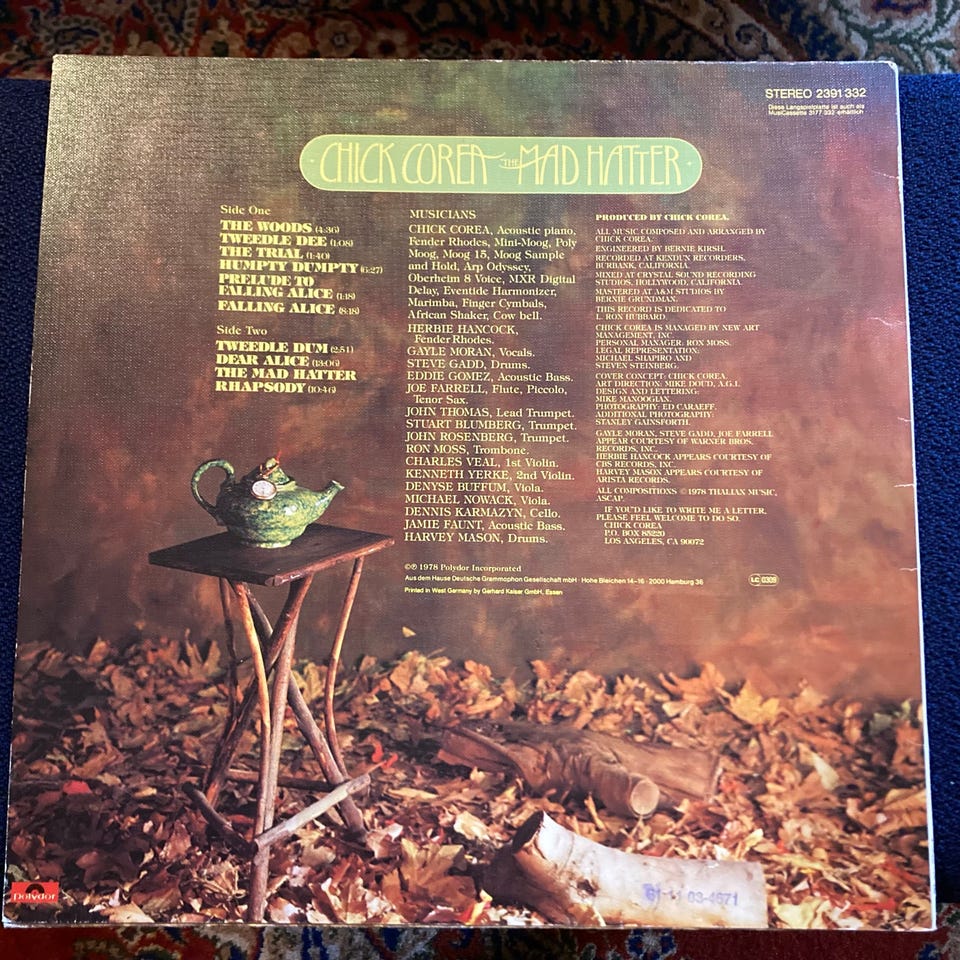 STEREO 2391 332
Diese Langspielplatte ist auch als
MusiCassette 3177 332 erhältlich
CHICK COREA THE MAD HATTER
Side One
THE WOODS (4:36)
TWEEDLE DEE (1:08)
THE TRIAL (1:40)
HUMPTY DUMPTY (6:27)
PRELUDE TO
FALLING ALICE (1:18)
FALLING ALICE (8:18)
Side Two
TWEEDLE DUM (2:51)
DEAR ALICE (13:06)
THE MAD HATTER
RHAPSODY (10:46)
MUSICIANS
CHICK COREA, Acoustic piano,
Fender Rhodes, Mini-Moog, Poly
Moog, Moog 15, Moog Sample
and Hold, Arp Odyssey,
Oberheim 8 Voice, MXR Digital
Delay, Eventide Harmonizer,
Marimba, Finger Cymbals,
African Shaker, Cow bell.
HERBIE HANCOCK,
Fender Rhodes.
GAYLE MORAN, Vocals.
STEVE GADD, Drums.
EDDIE GOMEZ, Acoustic Bass.
JOE FARRELL, Flute, Piccolo,
Tenor Sax.
JOHN THOMAS, Lead Trumpet.
STUART BLUMBERG, Trumpet.
JOHN ROSENBERG, Trumpet.
RON MOSS, Trombone.
CHARLES VEAL, 1st Violin.
KENNETH YERKE, 2nd Violin.
DENYSE BUFFUM, Viola.
MICHAEL NOWACK, Viola.
DENNIS KARMAZYN, Cello.
JAMIE FAUNT, Acoustic Bass.
HARVEY MASON, Drums.
PRODUCED BY CHICK COREA.
ALL MUSIC COMPOSED AND ARRANGED BY
CHICK COREA.
ENGINEERED BY BERNIE KIRSH.
RECORDED AT KENDUN RECORDERS,
BURBANK, CALIFORNIA.
MIXED AT CRYSTAL SOUND RECORDING
STUDIOS, HOLLYWOOD, CALIFORNIA.
MASTERED AT A&M STUDIOS BY
BERNIE GRUNDMAN.
THIS RECORD IS DEDICATED TO
L. RON HUBBARD.
CHICK COREA IS MANAGED BY NEW ART
MANAGEMENT, INC.
PERSONAL MANAGER: RON MOSS.
LEGAL REPRESENTATION:
MICHAEL SHAPIRO AND
STEVEN STEINBERG.
COVER CONCEPT: CHICK COREA.
ART DIRECTION: MIKE DOUD, A.G.I.
DESIGN AND LETTERING:
MIKE MANOOGIAN.
PHOTOGRAPHY: ED CARAEFF.
ADDITIONAL PHOTOGRAPHY:
STANLEY GAINSFORTH.
GAYLE MORAN, STEVE GADD, JOE FARRELL
APPEAR COURTESY OF WARNER BROS.
RECORDS, INC.
HERBIE HANCOCK APPEARS COURTESY OF
CBS RECORDS, INC.
HARVEY MASON APPEARS COURTESY OF
ARISTA RECORDS.
ALL COMPOSITIONS © 1978 THALIAN MUSIC,
ASCAP.
IF YOU'D LIKE TO WRITE ME A LETTER,
PLEASE FEEL WELCOME TO DO SO.
CHICK COREA
P.O. BOX 85220
LOS ANGELES, CA 90072
©℗ 1978 Polydor Incorporated
Aus dem Hause Deutsche Grammophon Gesellschaft mbH · Hohe Bleichen 14-16 · 2000 Hamburg 36
LC 0309
Printed in West Germany by Gerhard Kaiser GmbH, Essen
polydor